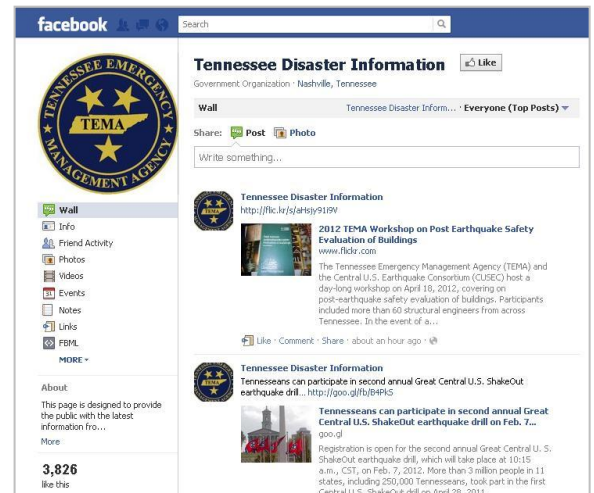 facebook
Search
TENNESSEE EMERGENCY
MANAGEMENT AGENCY
TEMA
Tennessee Disaster Information
Like
Government Organization · Nashville, Tennessee
Wall
Tennessee Disaster Inform... · Everyone (Top Posts)
Share: Post Photo
Write something...
Wall
Info
Friend Activity
Photos
Videos
Events
Notes
Links
FBML
MORE
About
This page is designed to provide
the public with the latest
information fro...
More
3,826
like this
Tennessee Disaster Information
http://flic.kr/s/aHsjy91i9V
2012 TEMA Workshop on Post Earthquake Safety
Evaluation of Buildings
www.flickr.com
The Tennessee Emergency Management Agency (TEMA) and
the Central U.S. Earthquake Consortium (CUSEC) host a
day-long workshop on April 18, 2012, covering on
post-earthquake safety evaluation of buildings. Participants
included more than 60 structural engineers from across
Tennessee. In the event of a...
Like · Comment · Share · about an hour ago ·
Tennessee Disaster Information
Tennesseans can participate in second annual Great Central U.S. ShakeOut
earthquake drill... http://goo.gl/fb/B4PkS
Tennesseans can participate in second annual Great
Central U.S. ShakeOut earthquake drill on Feb. 7...
goo.gl
Registration is open for the second annual Great Central U. S.
ShakeOut earthquake drill, which will take place at 10:15
a.m., CST, on Feb. 7, 2012. More than 3 million people in 11
states, including 250,000 Tennesseans, took part in the first
Central U.S. ShakeOut drill on April 28, 2011.